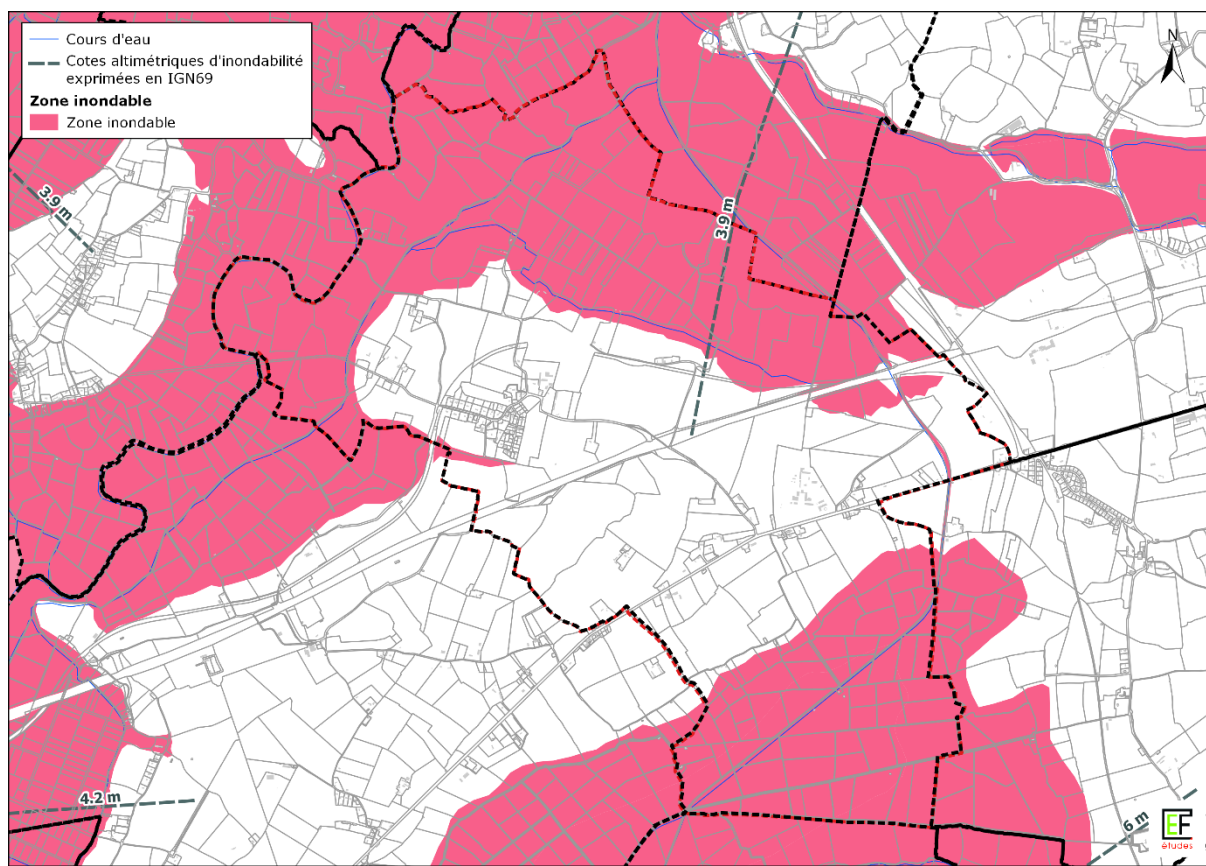 Cours d'eau
Cotes altimétriques d'inondabilité
exprimées en IGN69
Zone inondable
Zone inondable
N
3.9 m
3.9 m
4.2 m
6 m
EF
études